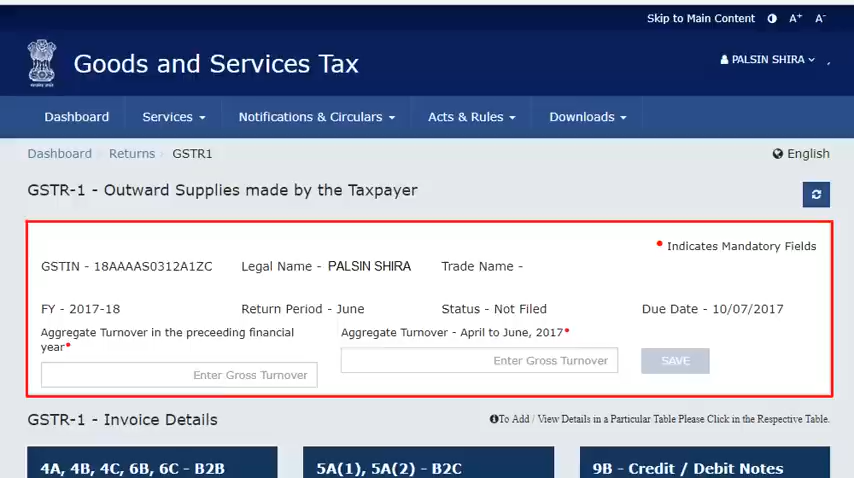 Skip to Main Content A+ A-
Goods and Services Tax
PALSIN SHIRA
Dashboard Services Notifications & Circulars Acts & Rules Downloads
Dashboard Returns GSTR1 English
GSTR-1 - Outward Supplies made by the Taxpayer
• Indicates Mandatory Fields
GSTIN - 18AAAAS0312A1ZC Legal Name - PALSIN SHIRA Trade Name -
FY - 2017-18 Return Period - June Status - Not Filed Due Date - 10/07/2017
Aggregate Turnover in the preceeding financial year•
Enter Gross Turnover
Aggregate Turnover - April to June, 2017•
Enter Gross Turnover
SAVE
GSTR-1 - Invoice Details
To Add / View Details in a Particular Table Please Click in the Respective Table.
4A, 4B, 4C, 6B, 6C - B2B 5A(1), 5A(2) - B2C 9B - Credit / Debit Notes